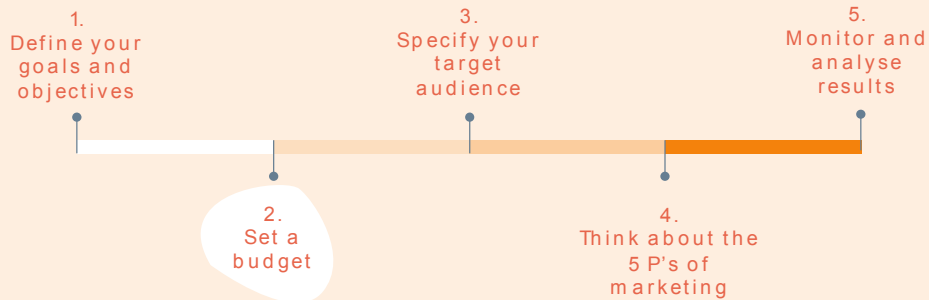 1.
Define your
goals and
objectives
2.
Set a
budget
3.
Specify your
target
audience
4.
Think about the
5 P's of
marketing
5.
Monitor and
analyse
results